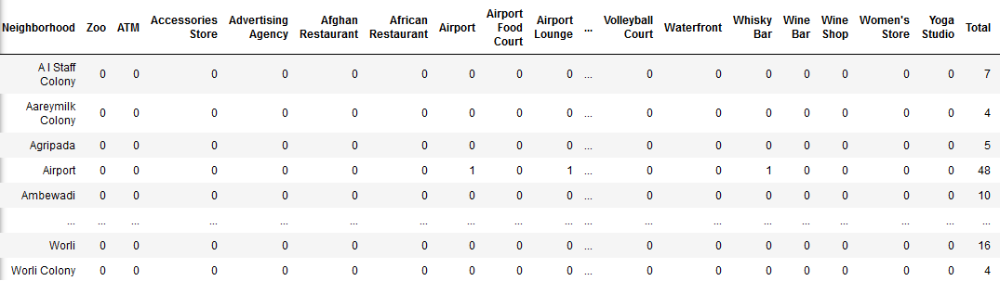 Neighborhood Zoo ATM Accessories Store Advertising Agency Afghan Restaurant African Restaurant Airport Airport Food Court Airport Lounge ... Volleyball Court Waterfront Whisky Bar Wine Bar Wine Shop Women's Store Yoga Studio Total
A I Staff Colony 0 0 0 0 0 0 0 0 0 ... 0 0 0 0 0 0 0 7
Aareymilk Colony 0 0 0 0 0 0 0 0 0 ... 0 0 0 0 0 0 0 4
Agripada 0 0 0 0 0 0 0 0 0 ... 0 0 0 0 0 0 0 5
Airport 0 0 0 0 0 0 1 0 1 ... 0 0 1 0 0 0 0 48
Ambewadi 0 0 0 0 0 0 0 0 0 ... 0 0 0 0 0 0 0 10
... ... ... ... ... ... ... ... ... ... ... ... ... ... ... ... ... ... ...
Worli 0 0 0 0 0 0 0 0 0 ... 0 0 0 0 0 0 0 16
Worli Colony 0 0 0 0 0 0 0 0 0 ... 0 0 0 0 0 0 0 4